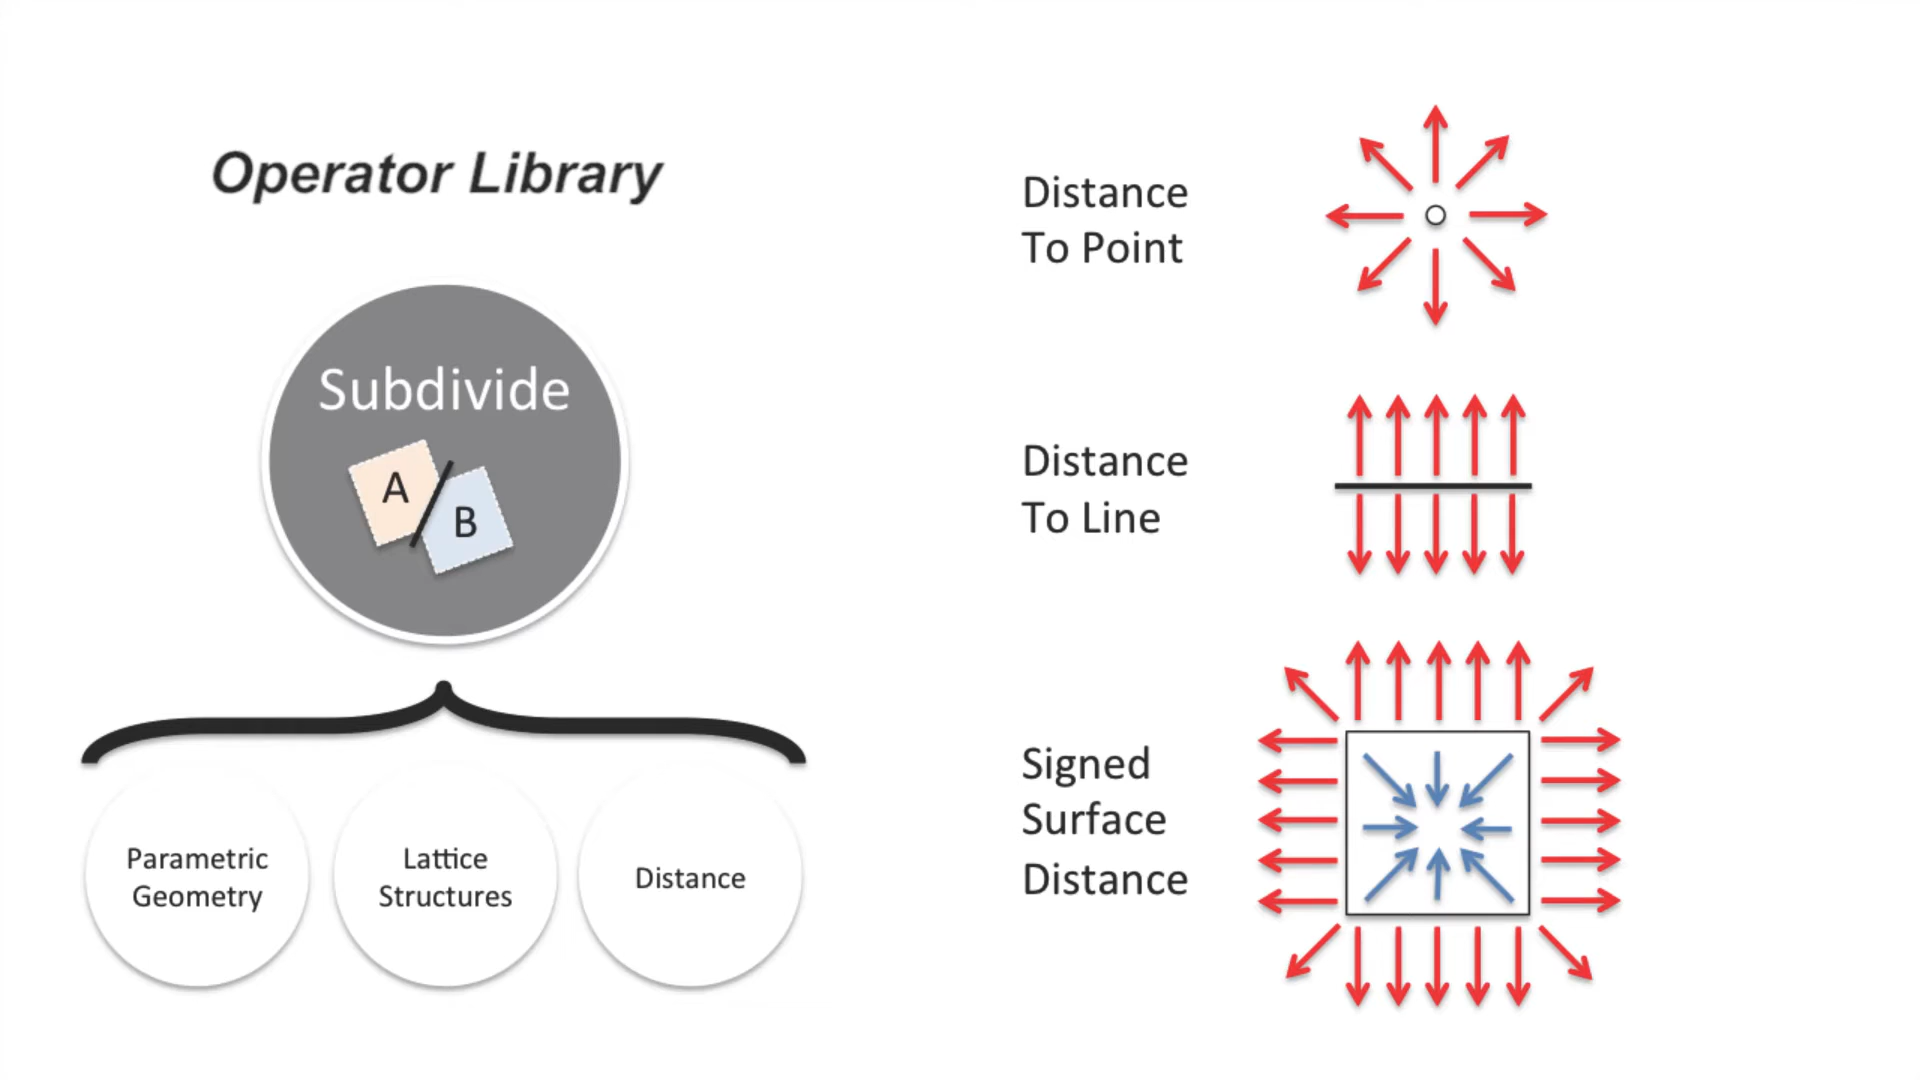 Operator Library
Subdivide
A
B
Parametric
Geometry
Lattice
Structures
Distance
Distance
To Point
Distance
To Line
Signed
Surface
Distance